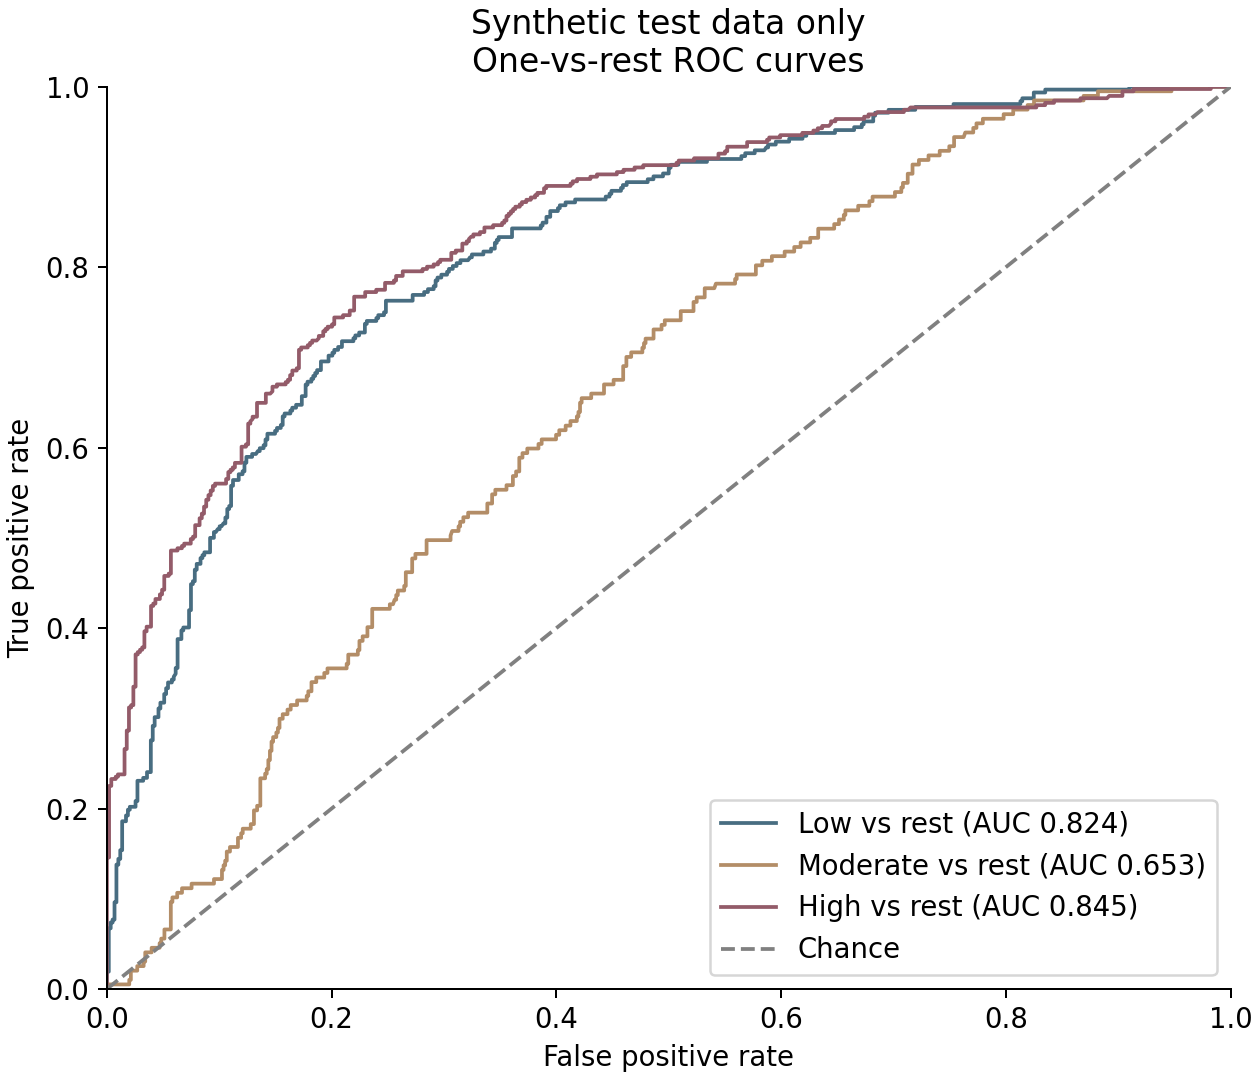 Synthetic test data only
One-vs-rest ROC curves
1.0
0.8
0.6
0.4
0.2
0.0
True positive rate
Low vs rest (AUC 0.824)
Moderate vs rest (AUC 0.653)
High vs rest (AUC 0.845)
Chance
0.0 0.2 0.4 0.6 0.8 1.0
False positive rate